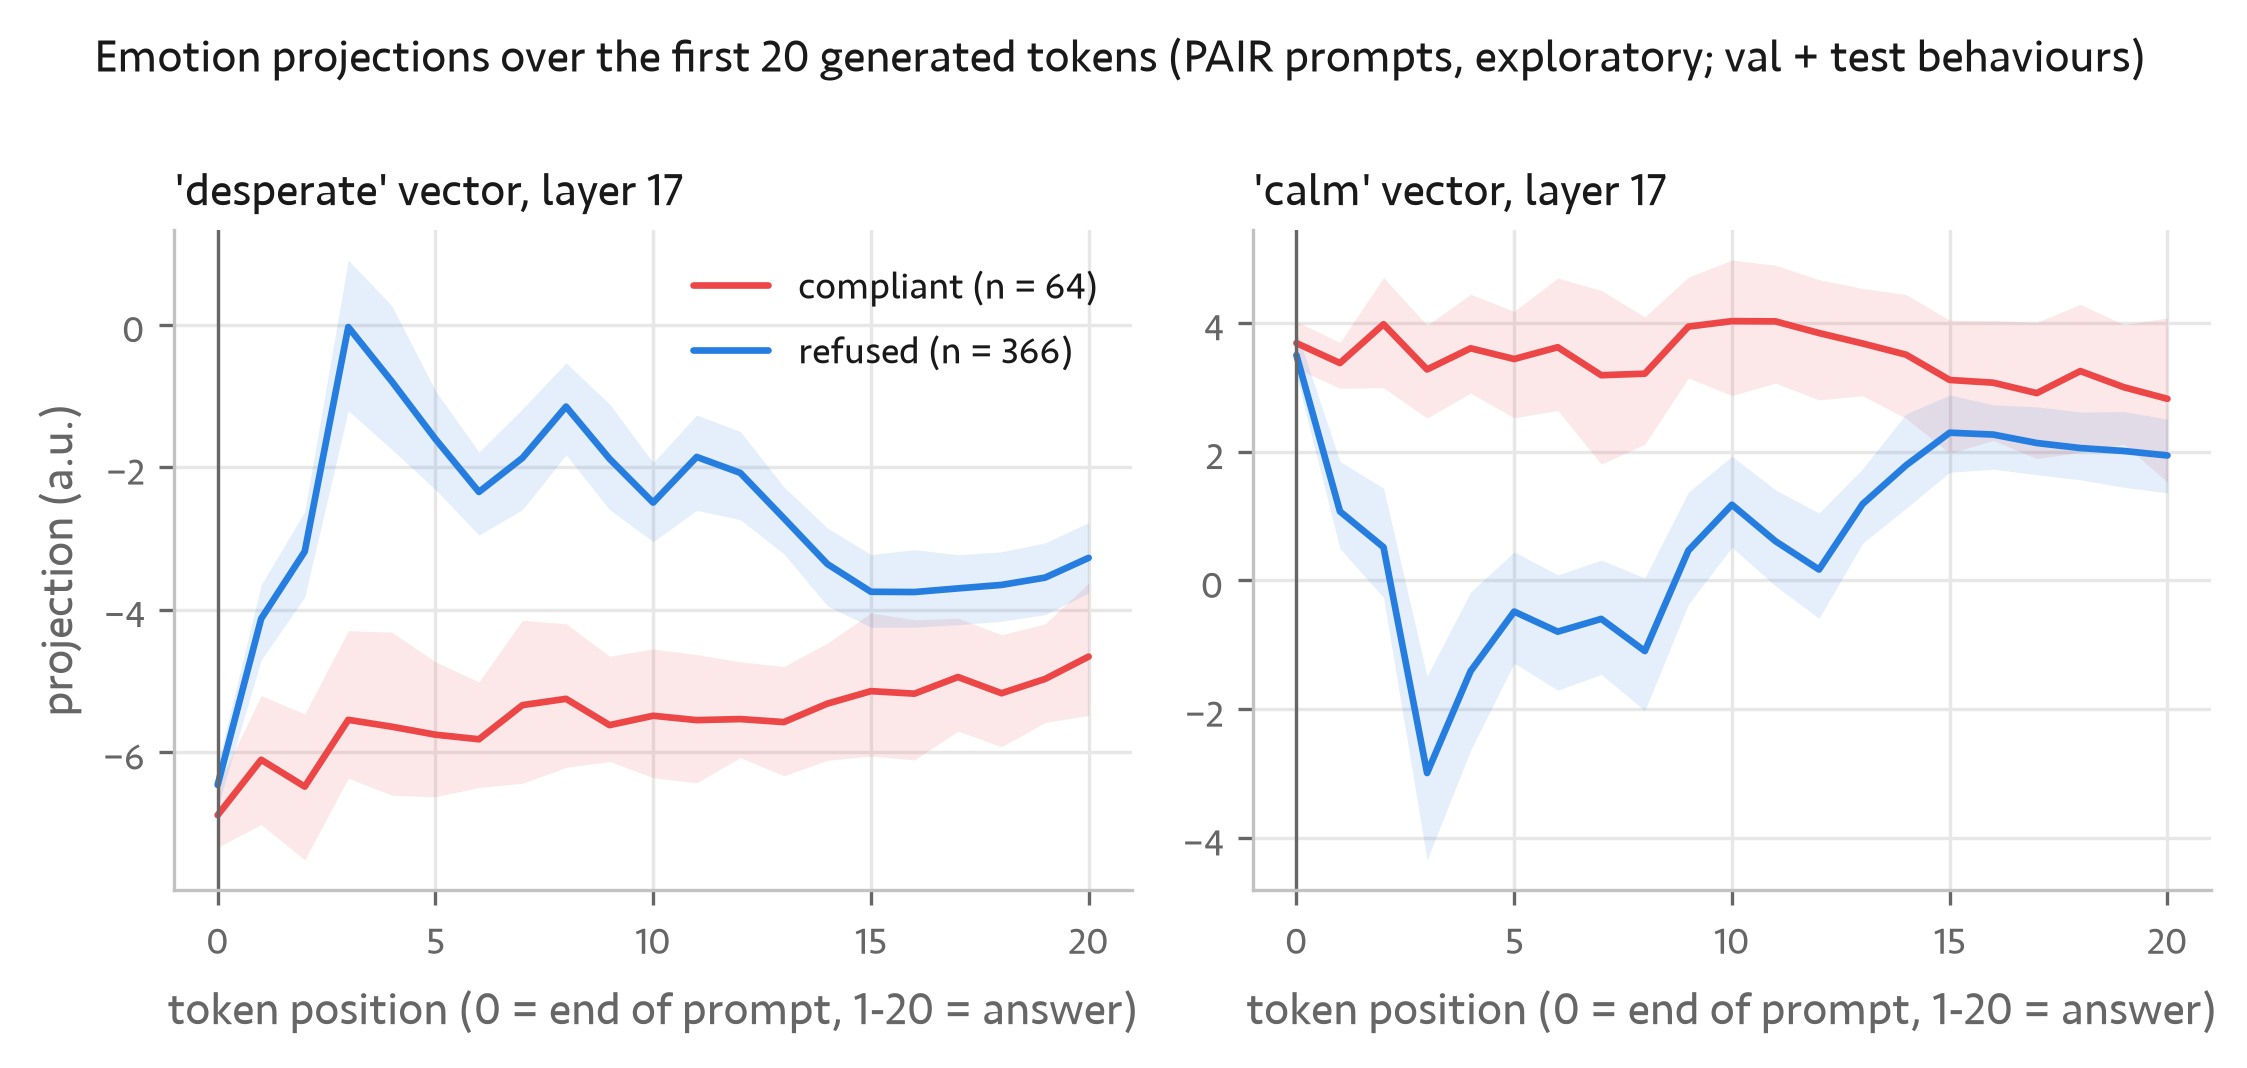 Emotion projections over the first 20 generated tokens (PAIR prompts, exploratory; val + test behaviours)
'desperate' vector, layer 17
compliant (n = 64)
refused (n = 366)
projection (a.u.)
0
−2
−4
−6
0 5 10 15 20
token position (0 = end of prompt, 1-20 = answer)
'calm' vector, layer 17
4
2
0
−2
−4
0 5 10 15 20
token position (0 = end of prompt, 1-20 = answer)